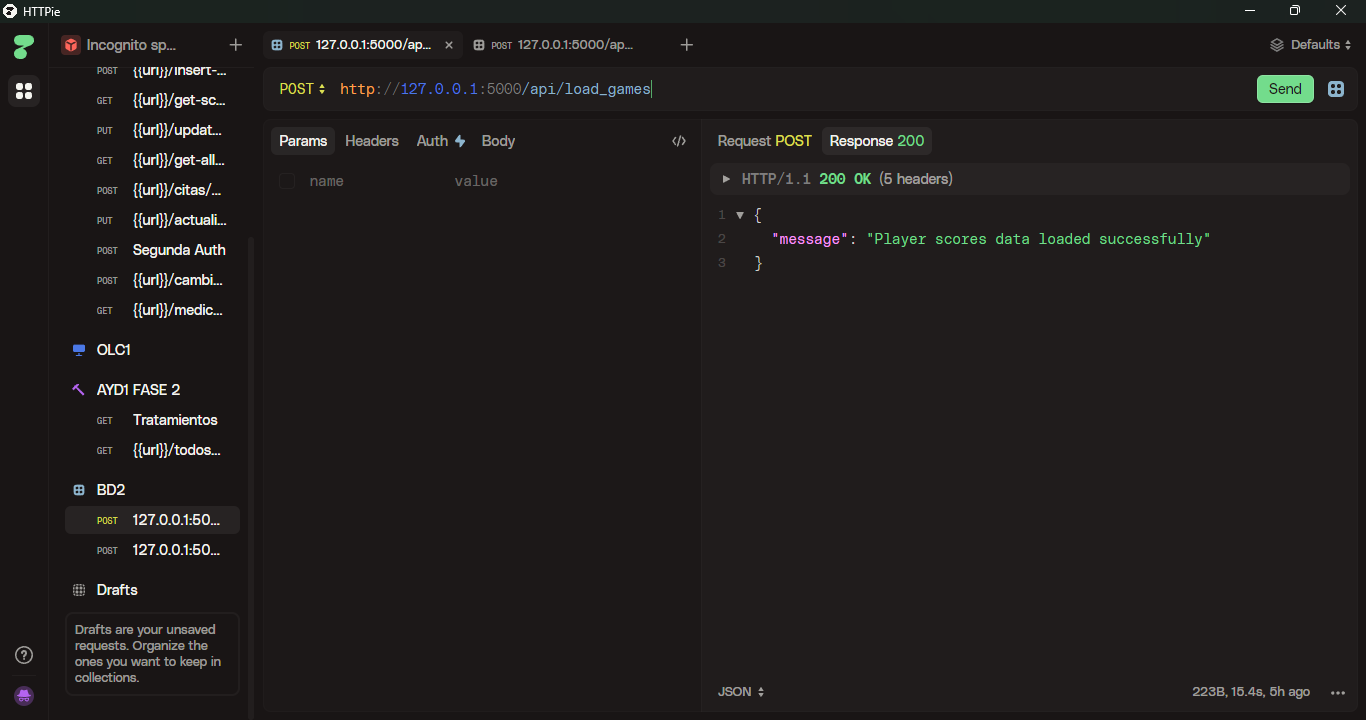 HTTPie
Incognito sp...
POST 127.0.0.1:5000/ap...
POST 127.0.0.1:5000/ap...
Defaults
POST {{url}}/insert-...
GET {{url}}/get-sc...
PUT {{url}}/updat...
GET {{url}}/get-all...
POST {{url}}/citas/...
PUT {{url}}/actuali...
POST Segunda Auth
POST {{url}}/cambi...
GET {{url}}/medic...
OLC1
AYD1 FASE 2
GET Tratamientos
GET {{url}}/todos...
BD2
POST 127.0.0.1:50...
POST 127.0.0.1:50...
Drafts
Drafts are your unsaved
requests. Organize the
ones you want to keep in
collections.
POST http://127.0.0.1:5000/api/load_games
Send
Params Headers Auth Body </>
name value
Request POST Response 200
HTTP/1.1 200 OK (5 headers)
1 {
2 "message": "Player scores data loaded successfully"
3 }
JSON
223B, 15.4s, 5h ago